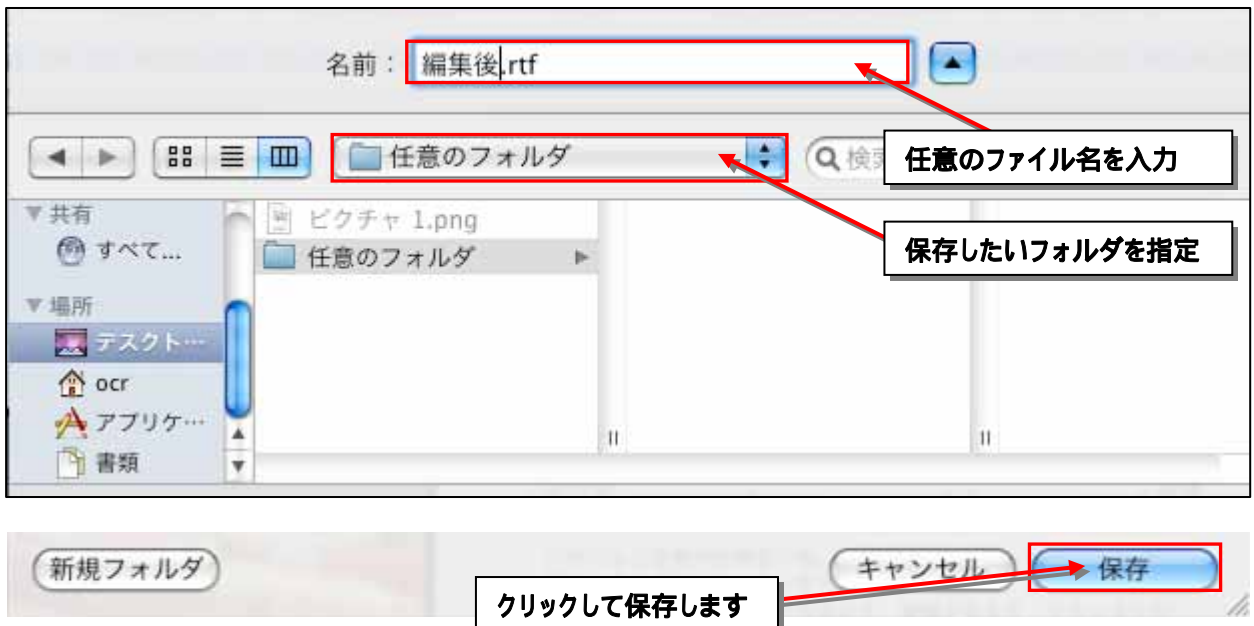 名前： 編集後.rtf
任意のフォルダ
任意のファイル名を入力
共有
ピクチャ 1.png
すべて...
任意のフォルダ
保存したいフォルダを指定
場所
テスクト…
ocr
アプリケ…
書類
新規フォルダ
キャンセル
保存
クリックして保存します